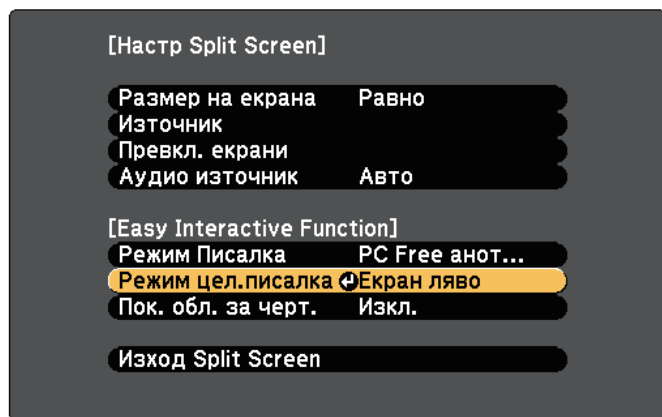 [Настр Split Screen]
Размер на екрана Равно
Източник
Превкл. екрани
Аудио източник Авто
[Easy Interactive Function]
Режим Писалка PC Free анот...
Режим цел.писалка Екран ляво
Пок. обл. за черт. Изкл.
Изход Split Screen